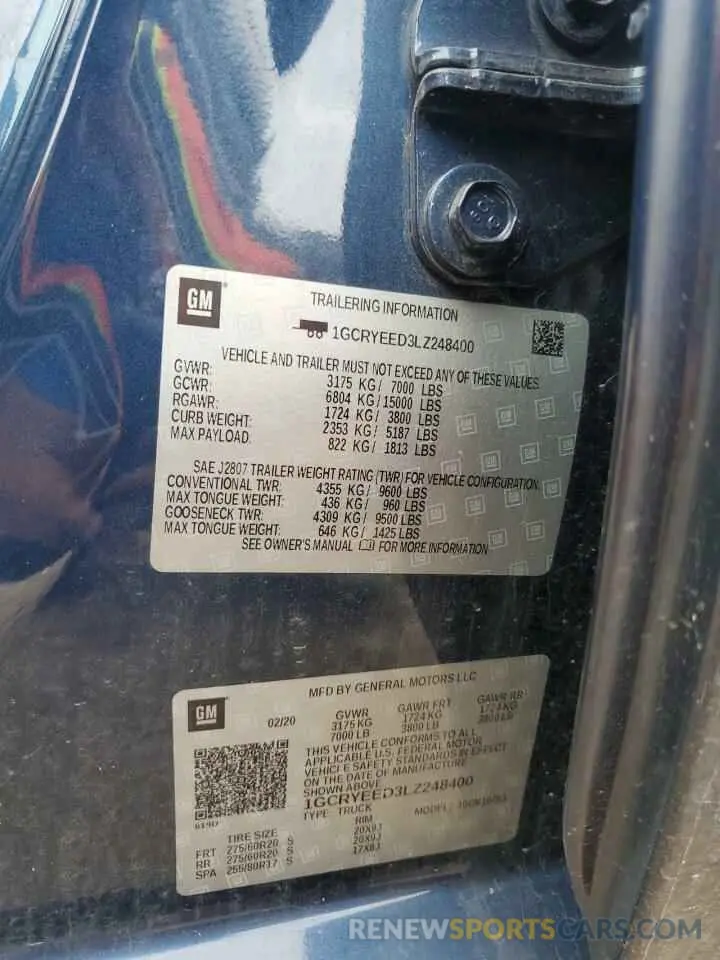 GM
TRAILERING INFORMATION
1GCRYEED3LZ248400
VEHICLE AND TRAILER MUST NOT EXCEED ANY OF THESE VALUES.
GVWR: 3175 KG/ 7000 LBS
GCWR: 6804 KG/ 15000 LBS
RGAWR: 1724 KG/ 3800 LBS
CURB WEIGHT: 2353 KG/ 5187 LBS
MAX PAYLOAD: 822 KG/ 1813 LBS
SAE J2807 TRAILER WEIGHT RATING (TWR) FOR VEHICLE CONFIGURATION.
CONVENTIONAL TWR: 4355 KG/ 9600 LBS
MAX TONGUE WEIGHT: 436 KG/ 960 LBS
GOOSENECK TWR: 4309 KG/ 9500 LBS
MAX TONGUE WEIGHT: 646 KG/ 1425 LBS
SEE OWNER'S MANUAL FOR MORE INFORMATION
GM
MFD BY GENERAL MOTORS LLC
02/20 GVWR GAWR FRT GAWR RR
3175 KG 1724 KG 1724 KG
7000 LB 3800 LB 3800 LB
THIS VEHICLE CONFORMS TO ALL
APPLICABLE U.S. FEDERAL MOTOR
VEHICLE SAFETY STANDARDS IN EFFECT
ON THE DATE OF MANUFACTURE
SHOWN ABOVE
1GCRYEED3LZ248400
TYPE: TRUCK MODEL:
TIRE SIZE RIM
FRT 275/60R20 S 20X9J
RR 275/60R20 S 20X9J
SPA 255/80R17 S 17X8J
RENEWSPORTSCARS.COM